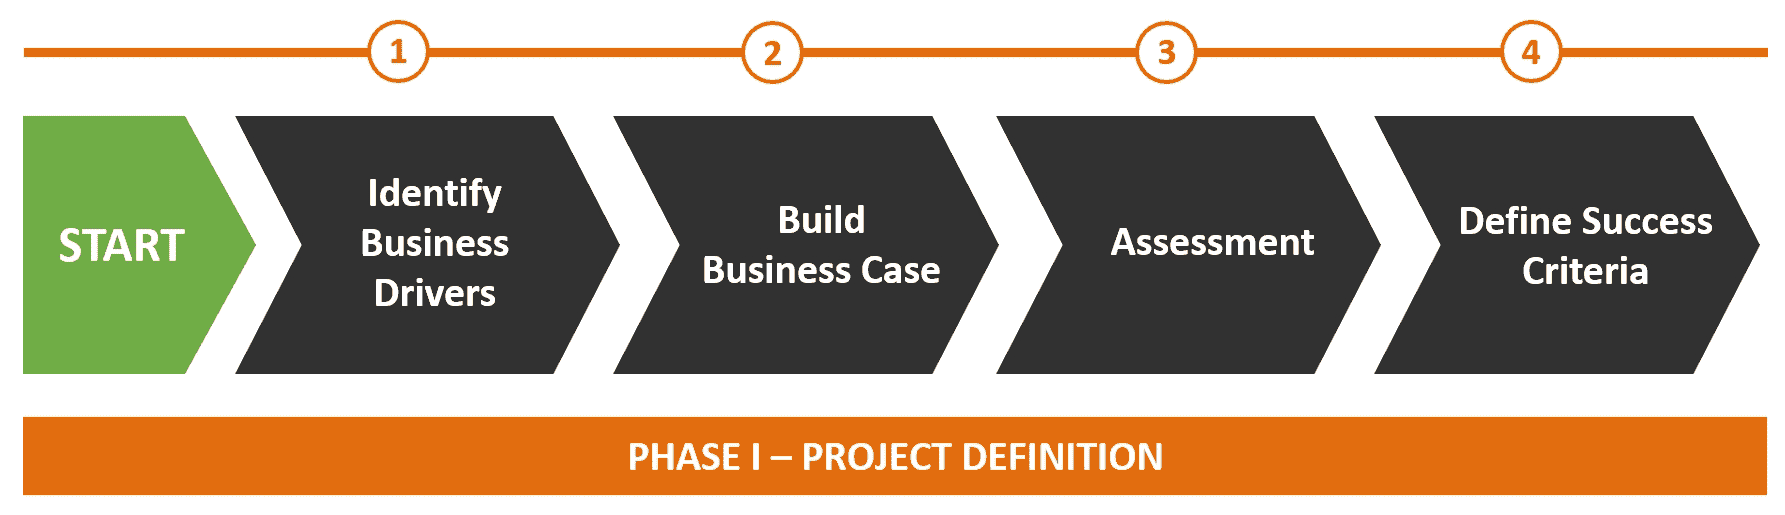 1
2
3
4
START
Identify
Business
Drivers
Build
Business Case
Assessment
Define Success
Criteria
PHASE I – PROJECT DEFINITION